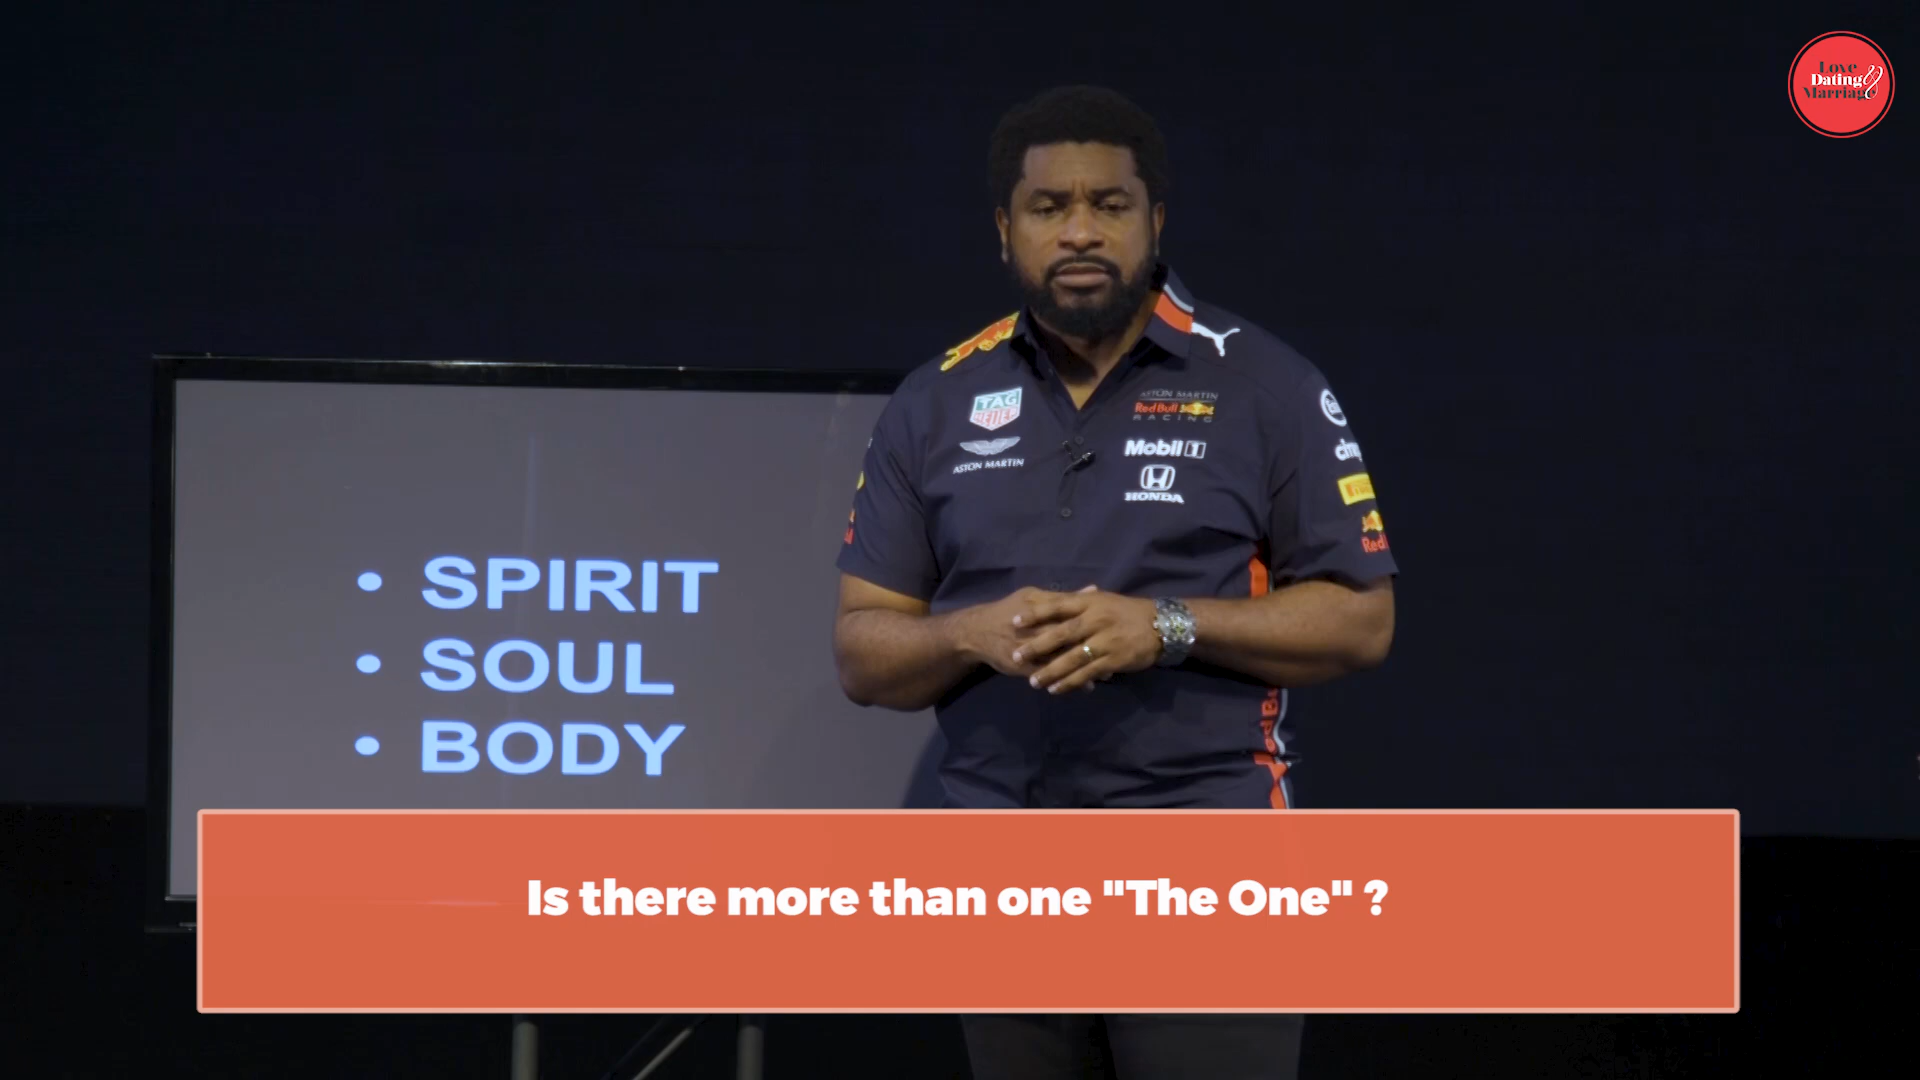 Love
Dating &
Marriage
TAG
HEUER
ASTON MARTIN
ASTON MARTIN
Red Bull
RACING
Mobil 1
HONDA
Red
SPIRIT
SOUL
BODY
Is there more than one "The One" ?